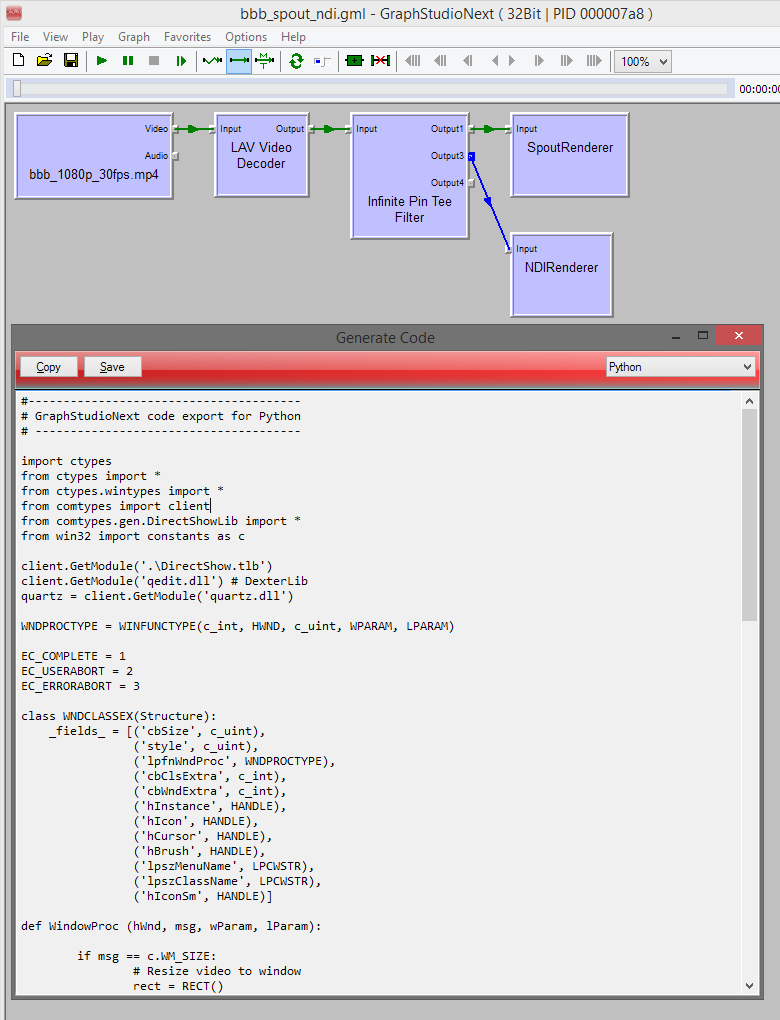 bbb_spout_ndi.gml - GraphStudioNext ( 32Bit | PID 000007a8 )
File View Play Graph Favorites Options Help
100%
00:00:00
Video
Audio
bbb_1080p_30fps.mp4
Input Output
LAV Video
Decoder
Input Output1
Output3
Output4
Infinite Pin Tee
Filter
Input
SpoutRenderer
Input
NDIRenderer
Generate Code
Copy Save Python
#---------------------------------------
# GraphStudioNext code export for Python
# --------------------------------------
import ctypes
from ctypes import *
from ctypes.wintypes import *
from comtypes import client
from comtypes.gen.DirectShowLib import *
from win32 import constants as c
client.GetModule('.\DirectShow.tlb')
client.GetModule('qedit.dll') # DexterLib
quartz = client.GetModule('quartz.dll')
WNDPROCTYPE = WINFUNCTYPE(c_int, HWND, c_uint, WPARAM, LPARAM)
EC_COMPLETE = 1
EC_USERABORT = 2
EC_ERRORABORT = 3
class WNDCLASSEX(Structure):
    _fields_ = [('cbSize', c_uint),
                ('style', c_uint),
                ('lpfnWndProc', WNDPROCTYPE),
                ('cbClsExtra', c_int),
                ('cbWndExtra', c_int),
                ('hInstance', HANDLE),
                ('hIcon', HANDLE),
                ('hCursor', HANDLE),
                ('hBrush', HANDLE),
                ('lpszMenuName', LPCWSTR),
                ('lpszClassName', LPCWSTR),
                ('hIconSm', HANDLE)]
def WindowProc (hWnd, msg, wParam, lParam):
        if msg == c.WM_SIZE:
                # Resize video to window
                rect = RECT()